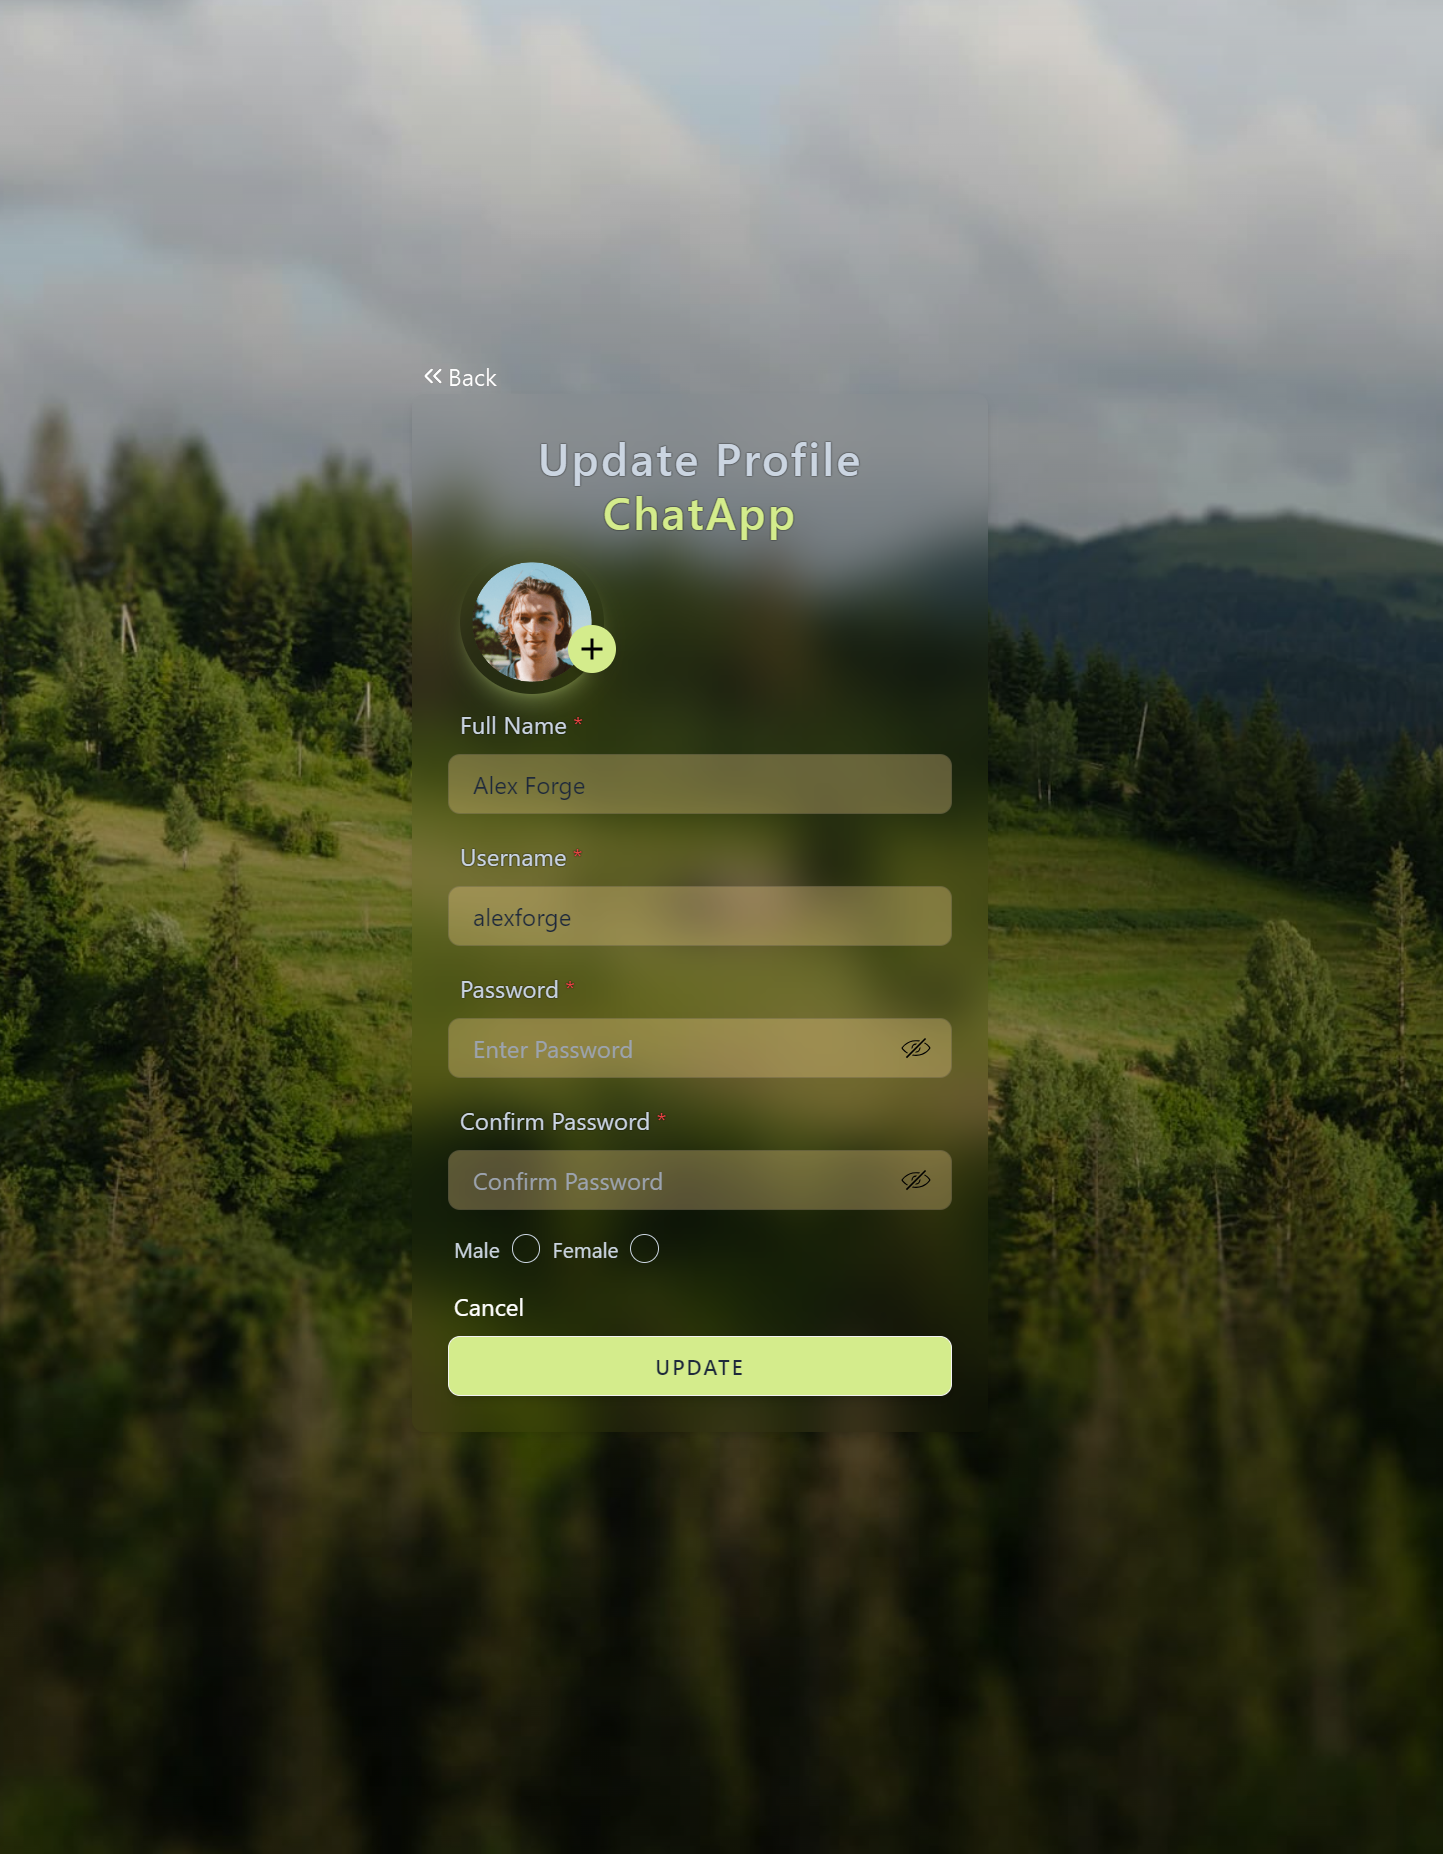 Back
Update Profile
ChatApp
Full Name *
Alex Forge
Username *
alexforge
Password *
Enter Password
Confirm Password *
Confirm Password
Male Female
Cancel
UPDATE